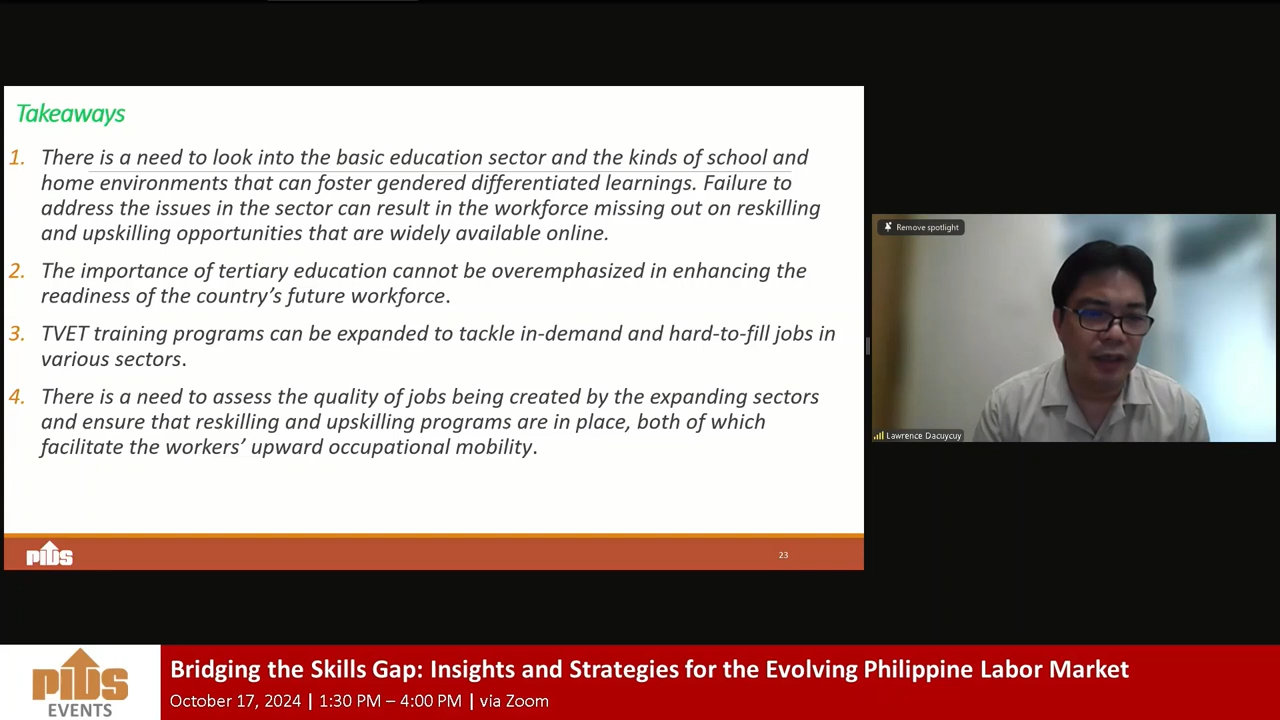 Takeaways
1. There is a need to look into the basic education sector and the kinds of school and
home environments that can foster gendered differentiated learnings. Failure to
address the issues in the sector can result in the workforce missing out on reskilling
and upskilling opportunities that are widely available online.
2. The importance of tertiary education cannot be overemphasized in enhancing the
readiness of the country’s future workforce.
3. TVET training programs can be expanded to tackle in-demand and hard-to-fill jobs in
various sectors.
4. There is a need to assess the quality of jobs being created by the expanding sectors
and ensure that reskilling and upskilling programs are in place, both of which
facilitate the workers’ upward occupational mobility.
pids
23
Remove spotlight
Lawrence Dacuycuy
pids
EVENTS
Bridging the Skills Gap: Insights and Strategies for the Evolving Philippine Labor Market
October 17, 2024 | 1:30 PM – 4:00 PM | via Zoom